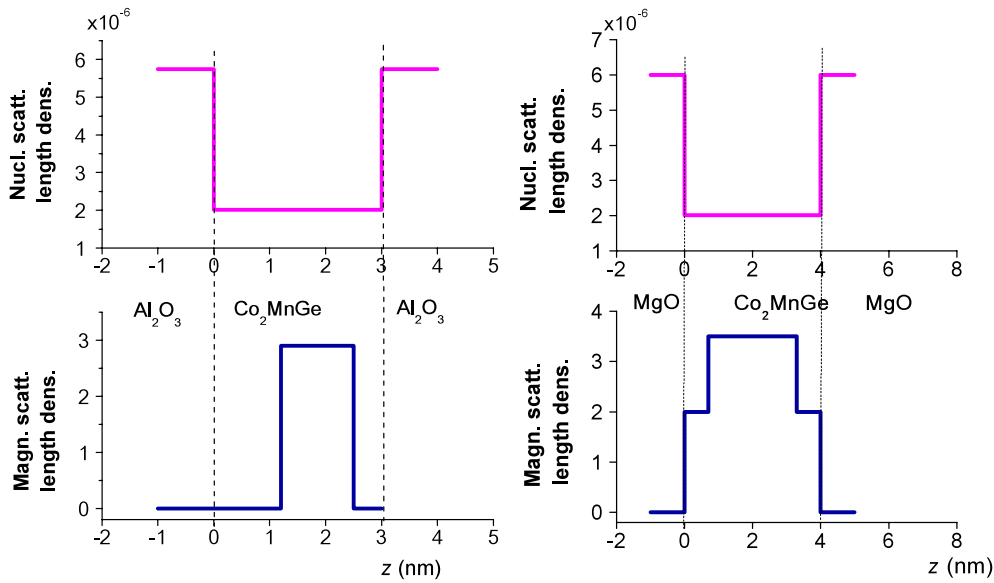 x10⁻⁶
6
5
4
3
2
1
-2 -1 0 1 2 3 4 5
Nucl. scatt.
length dens.
Al₂O₃ Co₂MnGe Al₂O₃
3
2
1
0
-2 -1 0 1 2 3 4 5
Magn. scatt.
length dens.
z (nm)
x10⁻⁶
7
6
5
4
3
2
1
-2 0 2 4 6 8
Nucl. scatt.
length dens.
MgO Co₂MnGe MgO
4
3
2
1
0
-2 0 2 4 6 8
Magn. scatt.
length dens.
z (nm)